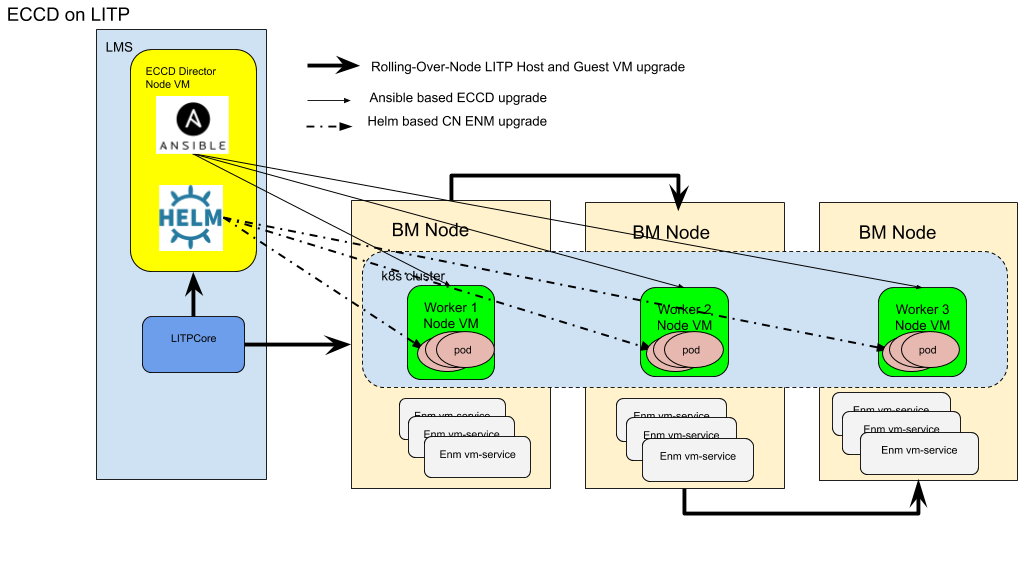 ECCD on LITP
LMS
ECCD Director
Node VM
ANSIBLE
HELM
LITPCore
Rolling-Over-Node LITP Host and Guest VM upgrade
Ansible based ECCD upgrade
Helm based CN ENM upgrade
BM Node
BM Node
BM Node
k8s cluster
Worker 1
Node VM
pod
Worker 2
Node VM
pod
Worker 3
Node VM
pod
Enm vm-service
Enm vm-service
Enm vm-service
Enm vm-service
Enm vm-service
Enm vm-service
Enm vm-service
Enm vm-service
Enm vm-service